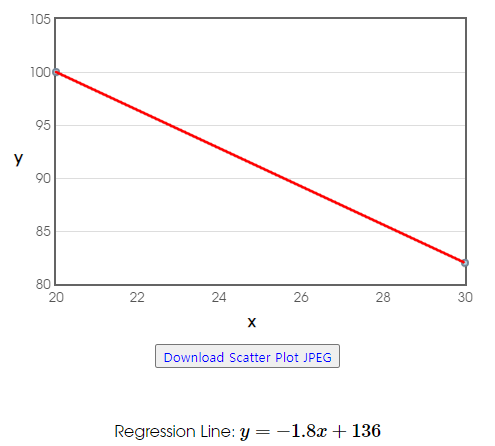 105
100
95
y
90
85
80
20 22 24 26 28 30
x
Download Scatter Plot JPEG
Regression Line: y = −1.8x + 136